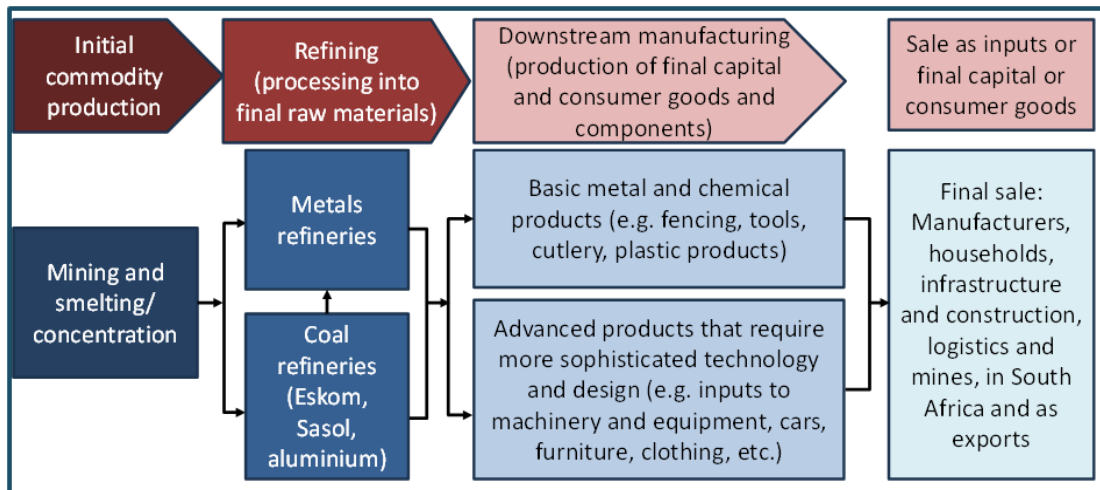 Initial
commodity
production
Refining
(processing into
final raw materials)
Downstream manufacturing
(production of final capital
and consumer goods and
components)
Sale as inputs or
final capital or
consumer goods
Mining and
smelting/
concentration
Metals
refineries
Coal
refineries
(Eskom,
Sasol,
aluminium)
Basic metal and chemical
products (e.g. fencing, tools,
cutlery, plastic products)
Advanced products that require
more sophisticated technology
and design (e.g. inputs to
machinery and equipment, cars,
furniture, clothing, etc.)
Final sale:
Manufacturers,
households,
infrastructure
and construction,
logistics and
mines, in South
Africa and as
exports